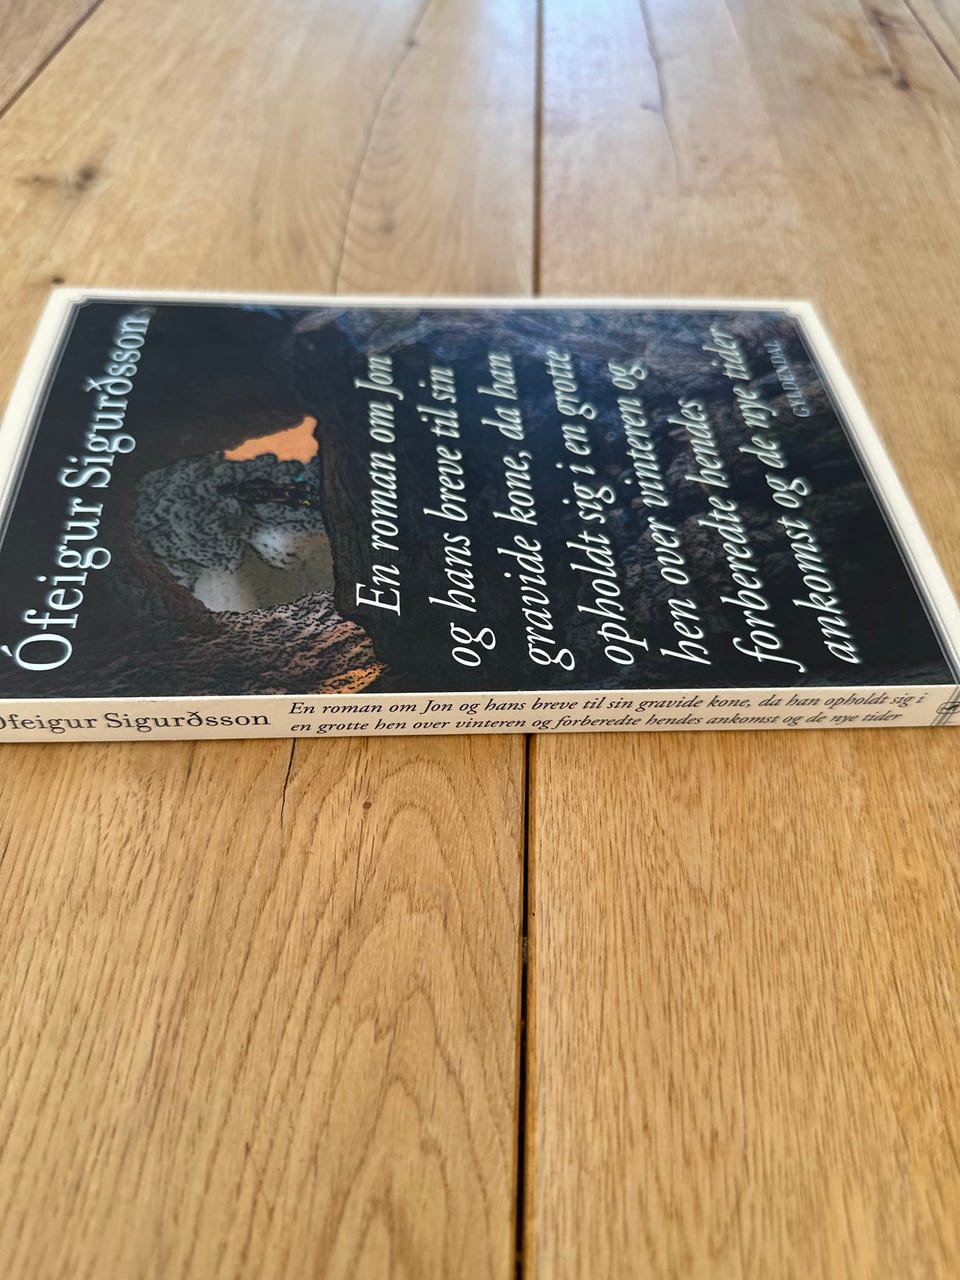 Ófeigur Sigurðsson
En roman om Jon
og hans breve til sin
gravide kone, da han
opholdt sig i en grotte
hen over vinteren og
forberedte hendes
ankomst og de nye tider
GYLDENDAL
Ófeigur Sigurðsson
En roman om Jon og hans breve til sin gravide kone, da han opholdt sig i
en grotte hen over vinteren og forberedte hendes ankomst og de nye tider